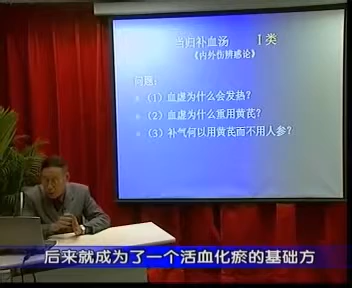 当归补血汤 Ⅰ类
《内外伤辨惑论》
问题:
(1)血虚为什么会发热?
(2)血虚为什么重用黄芪?
(3)补气何以用黄芪而不用人参?
后来就成为了一个活血化瘀的基础方